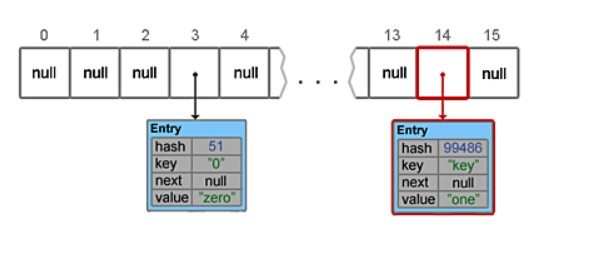 0 1 2 3 4 13 14 15
null null null null . . . null null
Entry
hash 51
key "0"
next null
value "zero"
Entry
hash 99486
key "key"
next null
value "one"